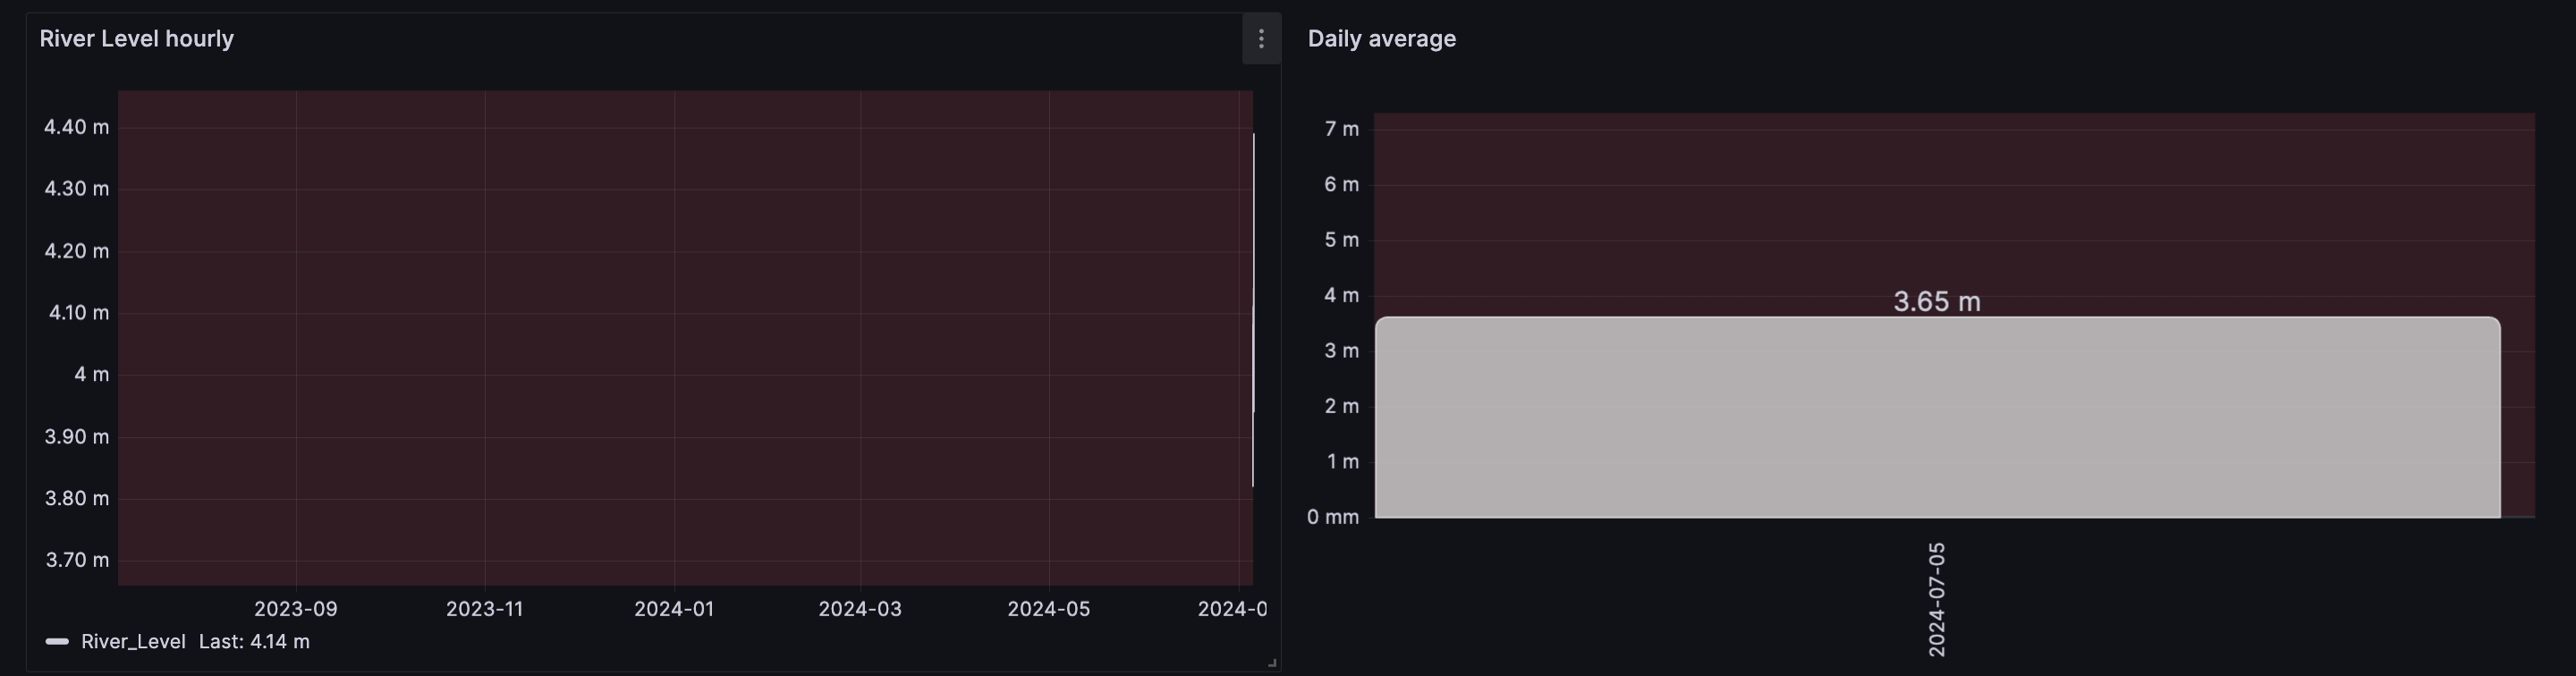 River Level hourly
4.40 m
4.30 m
4.20 m
4.10 m
4 m
3.90 m
3.80 m
3.70 m
2023-09 2023-11 2024-01 2024-03 2024-05 2024-0
River_Level Last: 4.14 m
Daily average
7 m
6 m
5 m
4 m
3 m
2 m
1 m
0 mm
3.65 m
2024-07-05